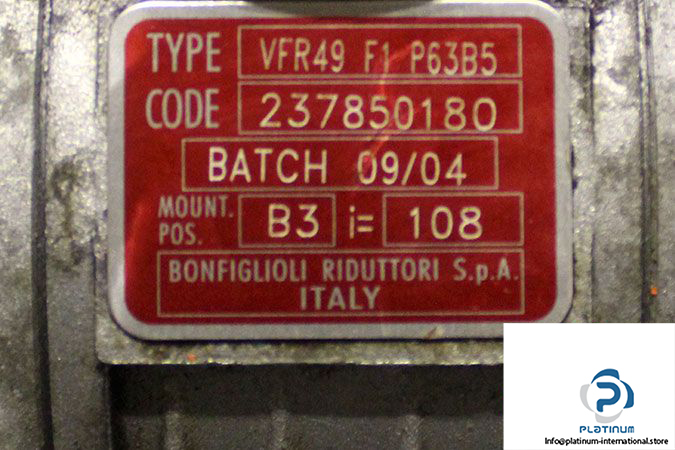 TYPE VFR49 F1 P63B5
CODE 237850180
BATCH 09/04
MOUNT. POS. B3 i= 108
BONFIGLIOLI RIDUTTORI S.p.A.
ITALY
PLATINUM
Info@platinum-international.store